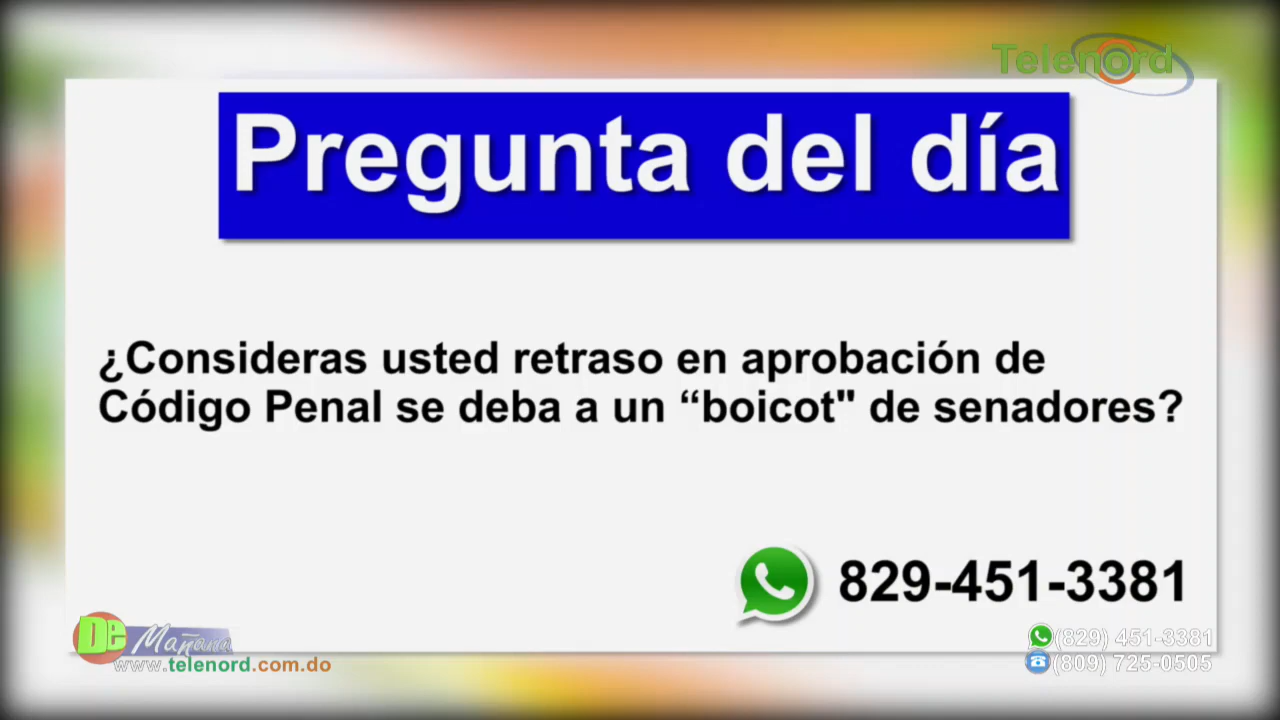 Telenord
Pregunta del día
¿Consideras usted retraso en aprobación de
Código Penal se deba a un “boicot" de senadores?
829-451-3381
De Mañana
www.telenord.com.do
(829) 451-3381
(809) 725-0505